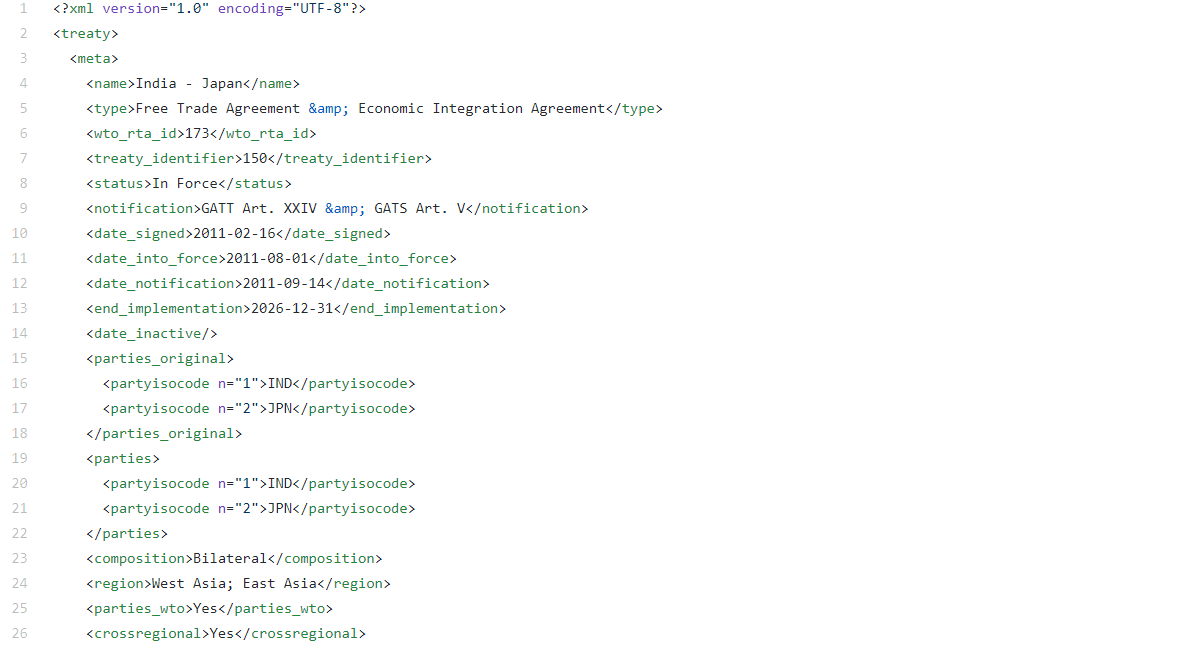 1 <?xml version="1.0" encoding="UTF-8"?>
2 <treaty>
3 <meta>
4 <name>India - Japan</name>
5 <type>Free Trade Agreement &amp; Economic Integration Agreement</type>
6 <wto_rta_id>173</wto_rta_id>
7 <treaty_identifier>150</treaty_identifier>
8 <status>In Force</status>
9 <notification>GATT Art. XXIV &amp; GATS Art. V</notification>
10 <date_signed>2011-02-16</date_signed>
11 <date_into_force>2011-08-01</date_into_force>
12 <date_notification>2011-09-14</date_notification>
13 <end_implementation>2026-12-31</end_implementation>
14 <date_inactive/>
15 <parties_original>
16 <partyisocode n="1">IND</partyisocode>
17 <partyisocode n="2">JPN</partyisocode>
18 </parties_original>
19 <parties>
20 <partyisocode n="1">IND</partyisocode>
21 <partyisocode n="2">JPN</partyisocode>
22 </parties>
23 <composition>Bilateral</composition>
24 <region>West Asia; East Asia</region>
25 <parties_wto>Yes</parties_wto>
26 <crossregional>Yes</crossregional>